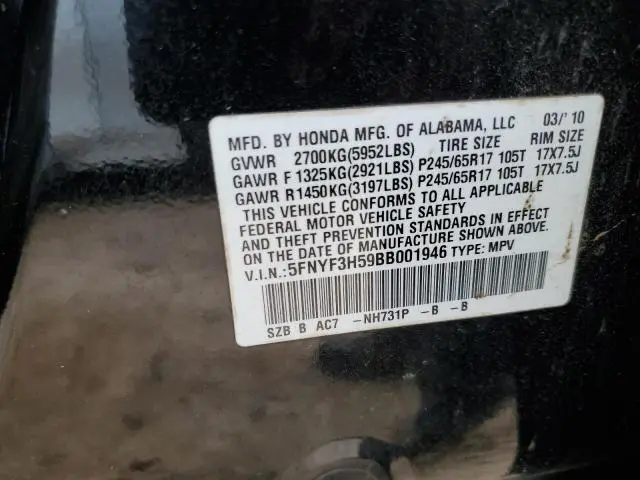 MFD. BY HONDA MFG. OF ALABAMA, LLC 03/'10
GVWR 2700KG(5952LBS) TIRE SIZE RIM SIZE
GAWR F 1325KG(2921LBS) P245/65R17 105T 17X7.5J
GAWR R1450KG(3197LBS) P245/65R17 105T 17X7.5J
THIS VEHICLE CONFORMS TO ALL APPLICABLE
FEDERAL MOTOR VEHICLE SAFETY
AND THEFT PREVENTION STANDARDS IN EFFECT
ON THE DATE OF MANUFACTURE SHOWN ABOVE.
V.I.N.:5FNYF3H59BB001946 TYPE: MPV
SZB B AC7 -NH731P -B -B